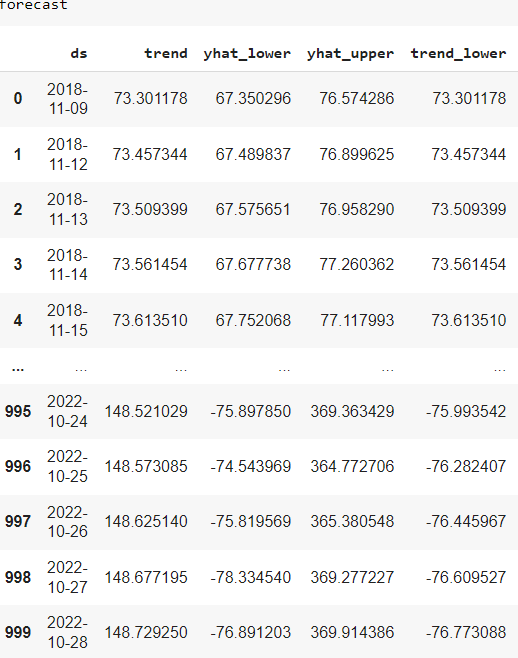 forecast
ds trend yhat_lower yhat_upper trend_lower
0 2018-11-09 73.301178 67.350296 76.574286 73.301178
1 2018-11-12 73.457344 67.489837 76.899625 73.457344
2 2018-11-13 73.509399 67.575651 76.958290 73.509399
3 2018-11-14 73.561454 67.677738 77.260362 73.561454
4 2018-11-15 73.613510 67.752068 77.117993 73.613510
... ... ... ... ... ...
995 2022-10-24 148.521029 -75.897850 369.363429 -75.993542
996 2022-10-25 148.573085 -74.543969 364.772706 -76.282407
997 2022-10-26 148.625140 -75.819569 365.380548 -76.445967
998 2022-10-27 148.677195 -78.334540 369.277227 -76.609527
999 2022-10-28 148.729250 -76.891203 369.914386 -76.773088